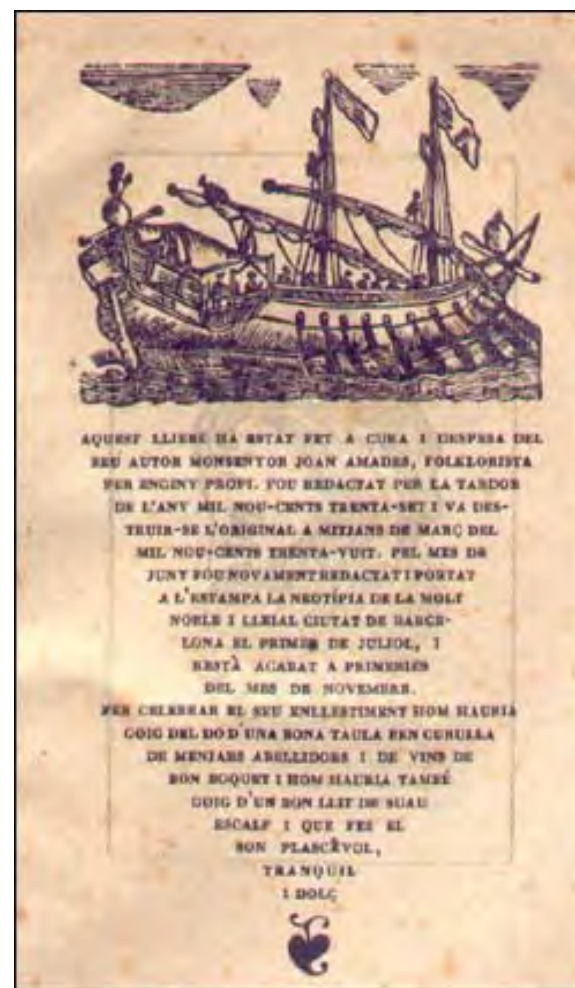 AQUEST LLIBRE HA ESTAT FET A CURA I DESPESA DEL
SEU AUTOR MONSENYOR JOAN AMADES, FOLKLORISTA
PER ENGINY PROPI. FOU REDACTAT PER LA TARDOR
DE L'ANY MIL NOU-CENTS TRENTA-SET I VA DES-
TRUIR-SE L'ORIGINAL A MITJANS DE MARÇ DEL
MIL NOU-CENTS TRENTA-VUIT. PEL MES DE
JUNY FOU NOVAMENT REDACTAT I PORTAT
A L'ESTAMPA LA NEOTÍPIA DE LA MOLT
NOBLE I LLEIAL CIUTAT DE BARCE-
LONA EL PRIMER DE JULIOL, I
RESTÀ ACABAT A PRIMERIES
DEL MES DE NOVEMBRE.
PER CELEBRAR EL SEU ENLLESTIMENT HOM HAURIA
GOIG DEL DO D'UNA BONA TAULA BEN CURULLA
DE MENJARS ABELLIDORS I DE VINS DE
BON BOQUET I HOM HAURIA TAMBÉ
GOIG D'UN BON LLIT DE SUAU
ESCALF I QUE FES EL
SON PLASCÈVOL,
TRANQUIL
I DOLÇ